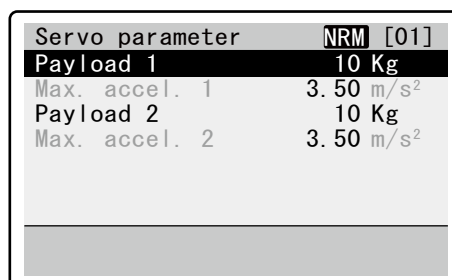 Servo parameter NRM [01]
Payload 1 10 Kg
Max. accel. 1 3.50 m/s²
Payload 2 10 Kg
Max. accel. 2 3.50 m/s²